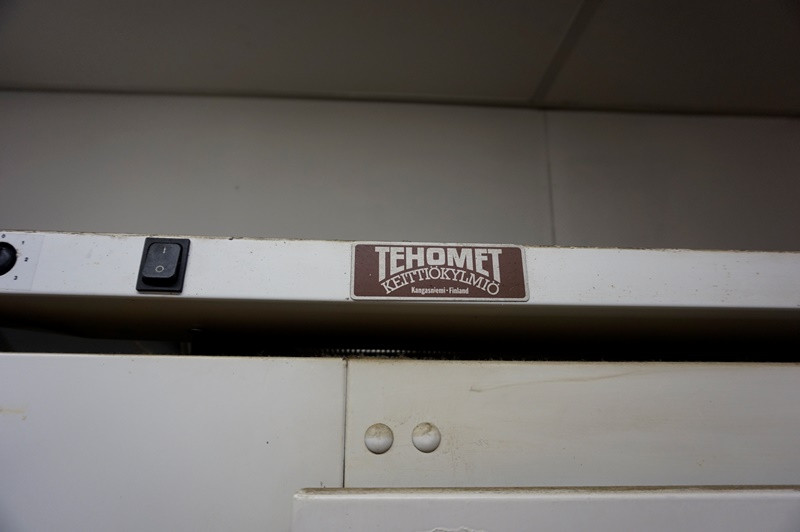 TEHOMET
KEITTIÖKYLMIÖ
Kangasniemi - Finland